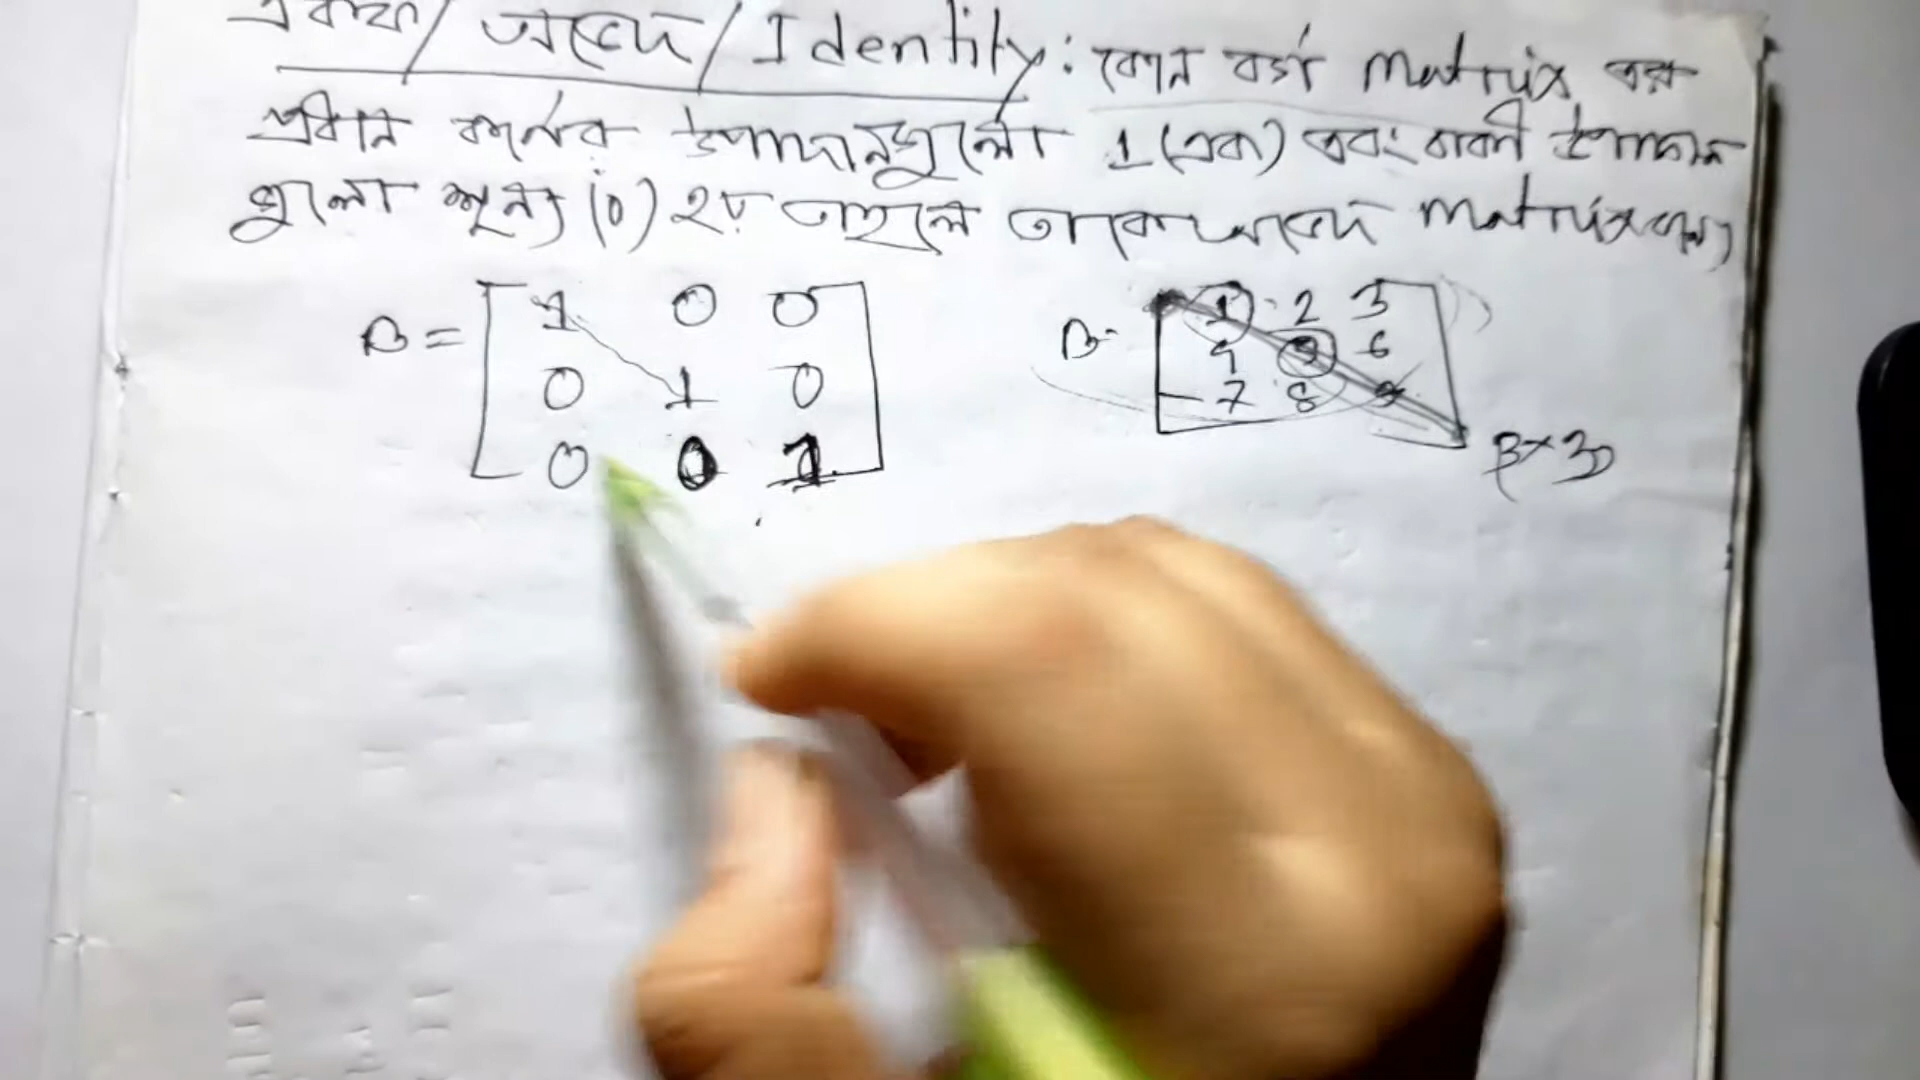 একক/অভেদ/Identity: কোন বর্গ Matrix এর
প্রধান কর্নের উপাদানগুলো 1 (এক) এবং বাকী উপাদান
গুলো শূন্য (0) হয় তাহলে তাকে অভেদ Matrix বলে
B = 1 0 0
0 1 0
0 0 1
B = 1 2 3
4 5 6
7 8 9
3×3